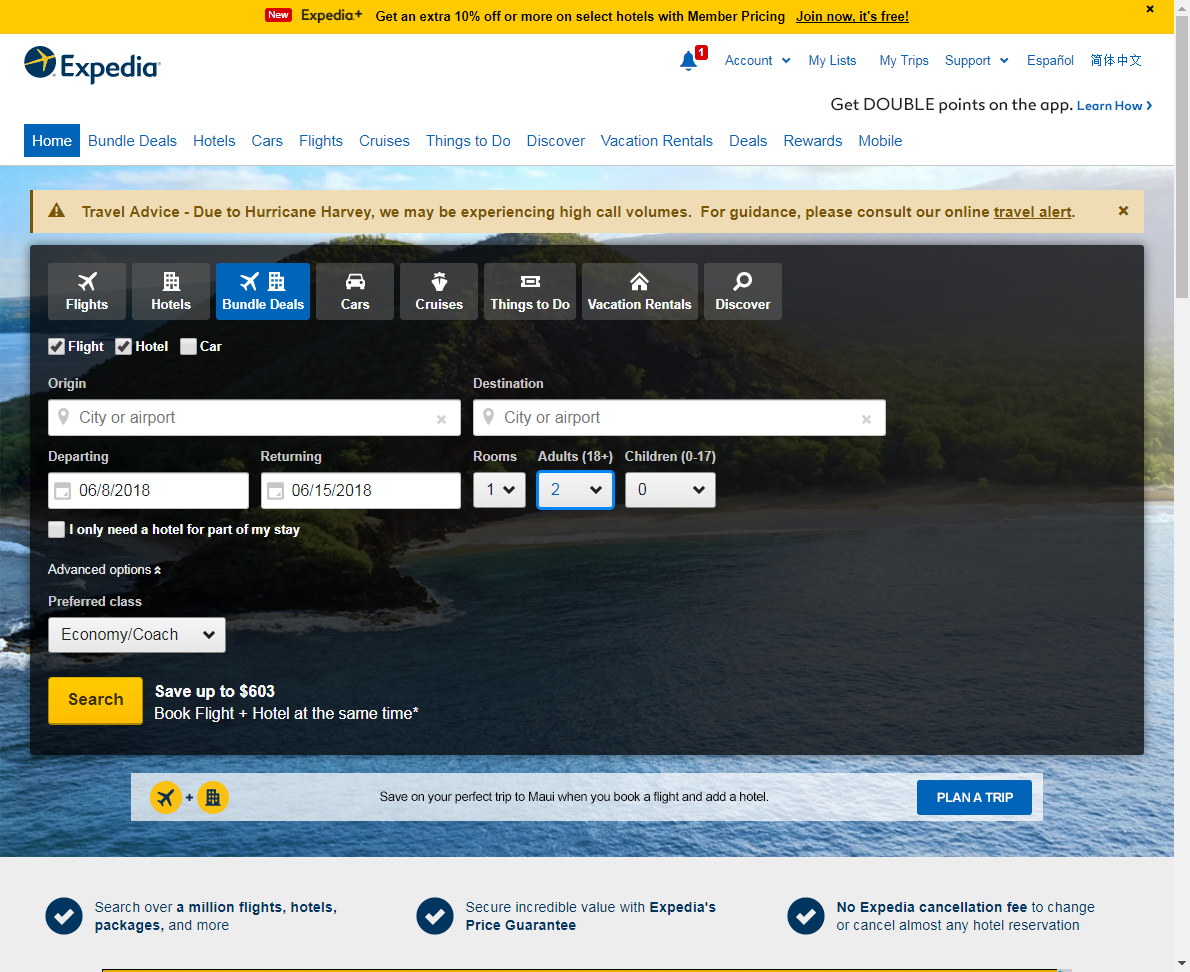 New Expedia+ Get an extra 10% off or more on select hotels with Member Pricing Join now, it's free!
Expedia
1 Account My Lists My Trips Support Español 简体中文
Get DOUBLE points on the app. Learn How
Home Bundle Deals Hotels Cars Flights Cruises Things to Do Discover Vacation Rentals Deals Rewards Mobile
Travel Advice - Due to Hurricane Harvey, we may be experiencing high call volumes. For guidance, please consult our online travel alert.
Flights Hotels Bundle Deals Cars Cruises Things to Do Vacation Rentals Discover
Flight Hotel Car
Origin Destination
City or airport City or airport
Departing Returning Rooms Adults (18+) Children (0-17)
06/8/2018 06/15/2018 1 2 0
I only need a hotel for part of my stay
Advanced options
Preferred class
Economy/Coach
Search Save up to $603
Book Flight + Hotel at the same time*
+ Save on your perfect trip to Maui when you book a flight and add a hotel. PLAN A TRIP
Search over a million flights, hotels, Secure incredible value with Expedia's No Expedia cancellation fee to change
packages, and more Price Guarantee or cancel almost any hotel reservation